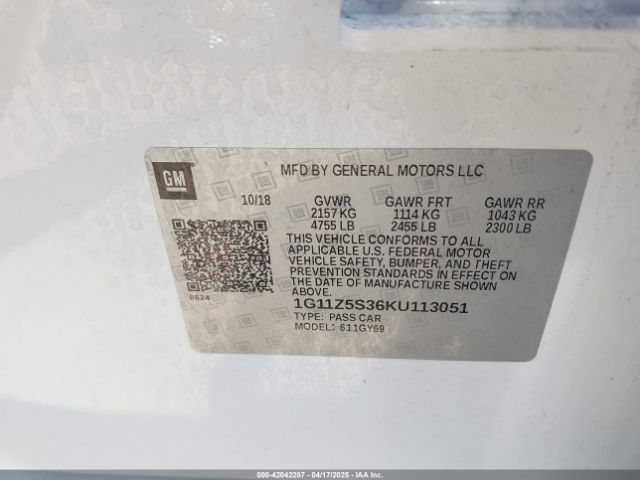 GM
MFD BY GENERAL MOTORS LLC
10/18 GVWR GAWR FRT GAWR RR
2157 KG 1114 KG 1043 KG
4755 LB 2455 LB 2300 LB
THIS VEHICLE CONFORMS TO ALL
APPLICABLE U.S. FEDERAL MOTOR
VEHICLE SAFETY, BUMPER, AND THEFT
PREVENTION STANDARDS IN EFFECT ON
THE DATE OF MANUFACTURE SHOWN
ABOVE.
8624
1G11Z5S36KU113051
TYPE: PASS CAR
MODEL: 611GY69
000-42042287 - 04/17/2025 - IAA Inc.